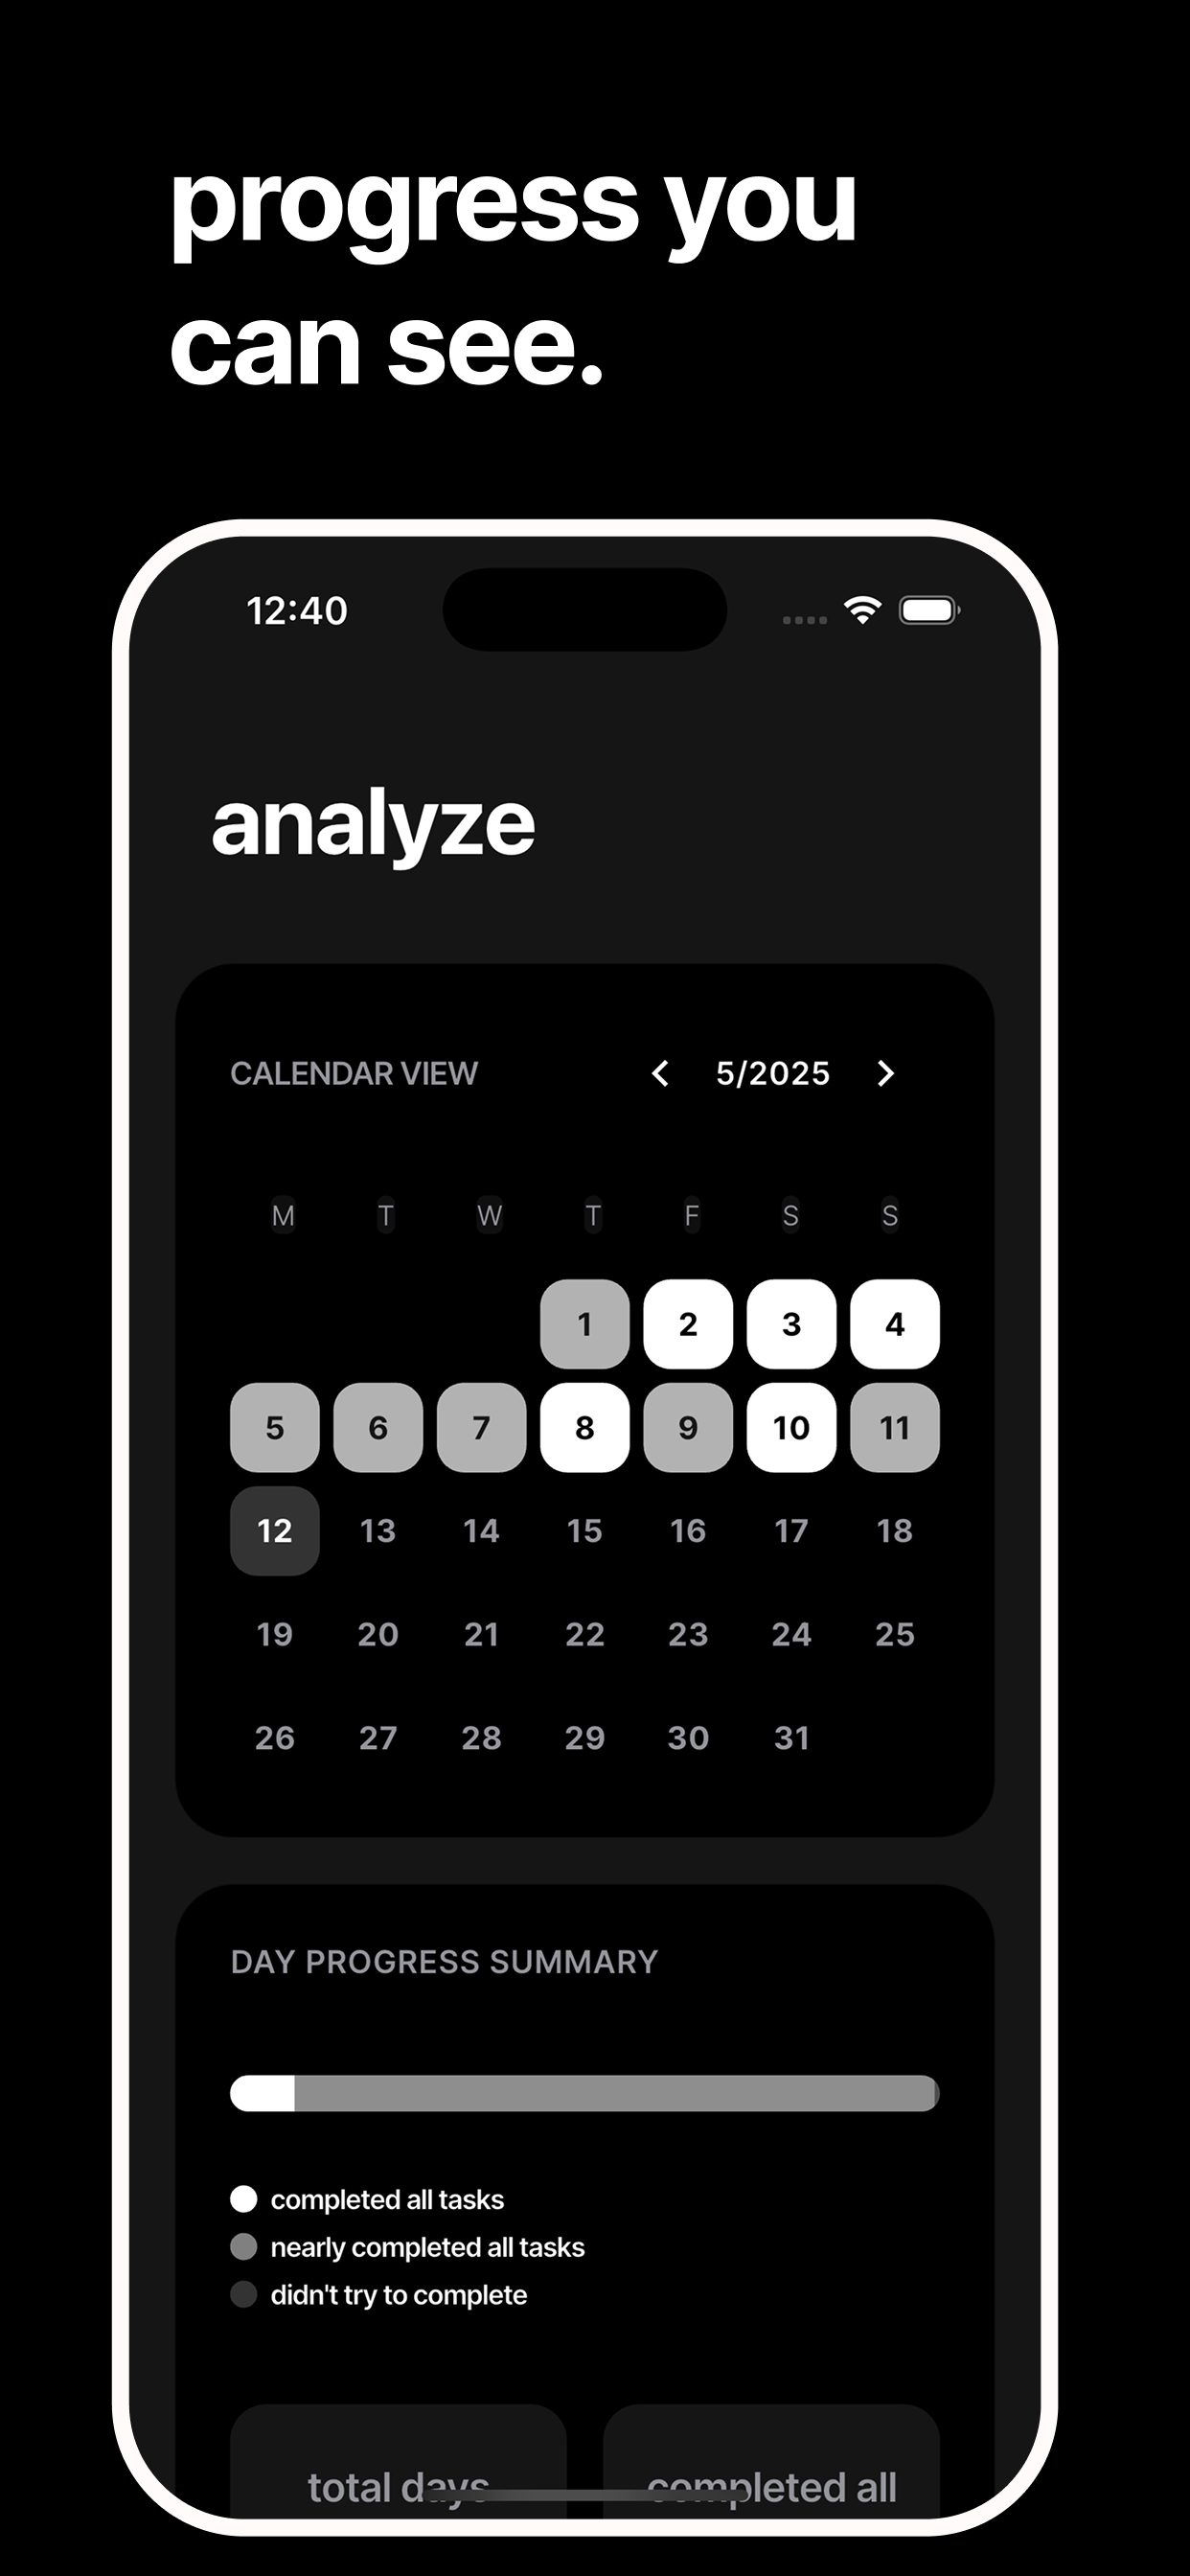 progress you
can see.
12:40
analyze
CALENDAR VIEW 5/2025
M T W T F S S
1 2 3 4
5 6 7 8 9 10 11
12 13 14 15 16 17 18
19 20 21 22 23 24 25
26 27 28 29 30 31
DAY PROGRESS SUMMARY
completed all tasks
nearly completed all tasks
didn't try to complete
total days completed all